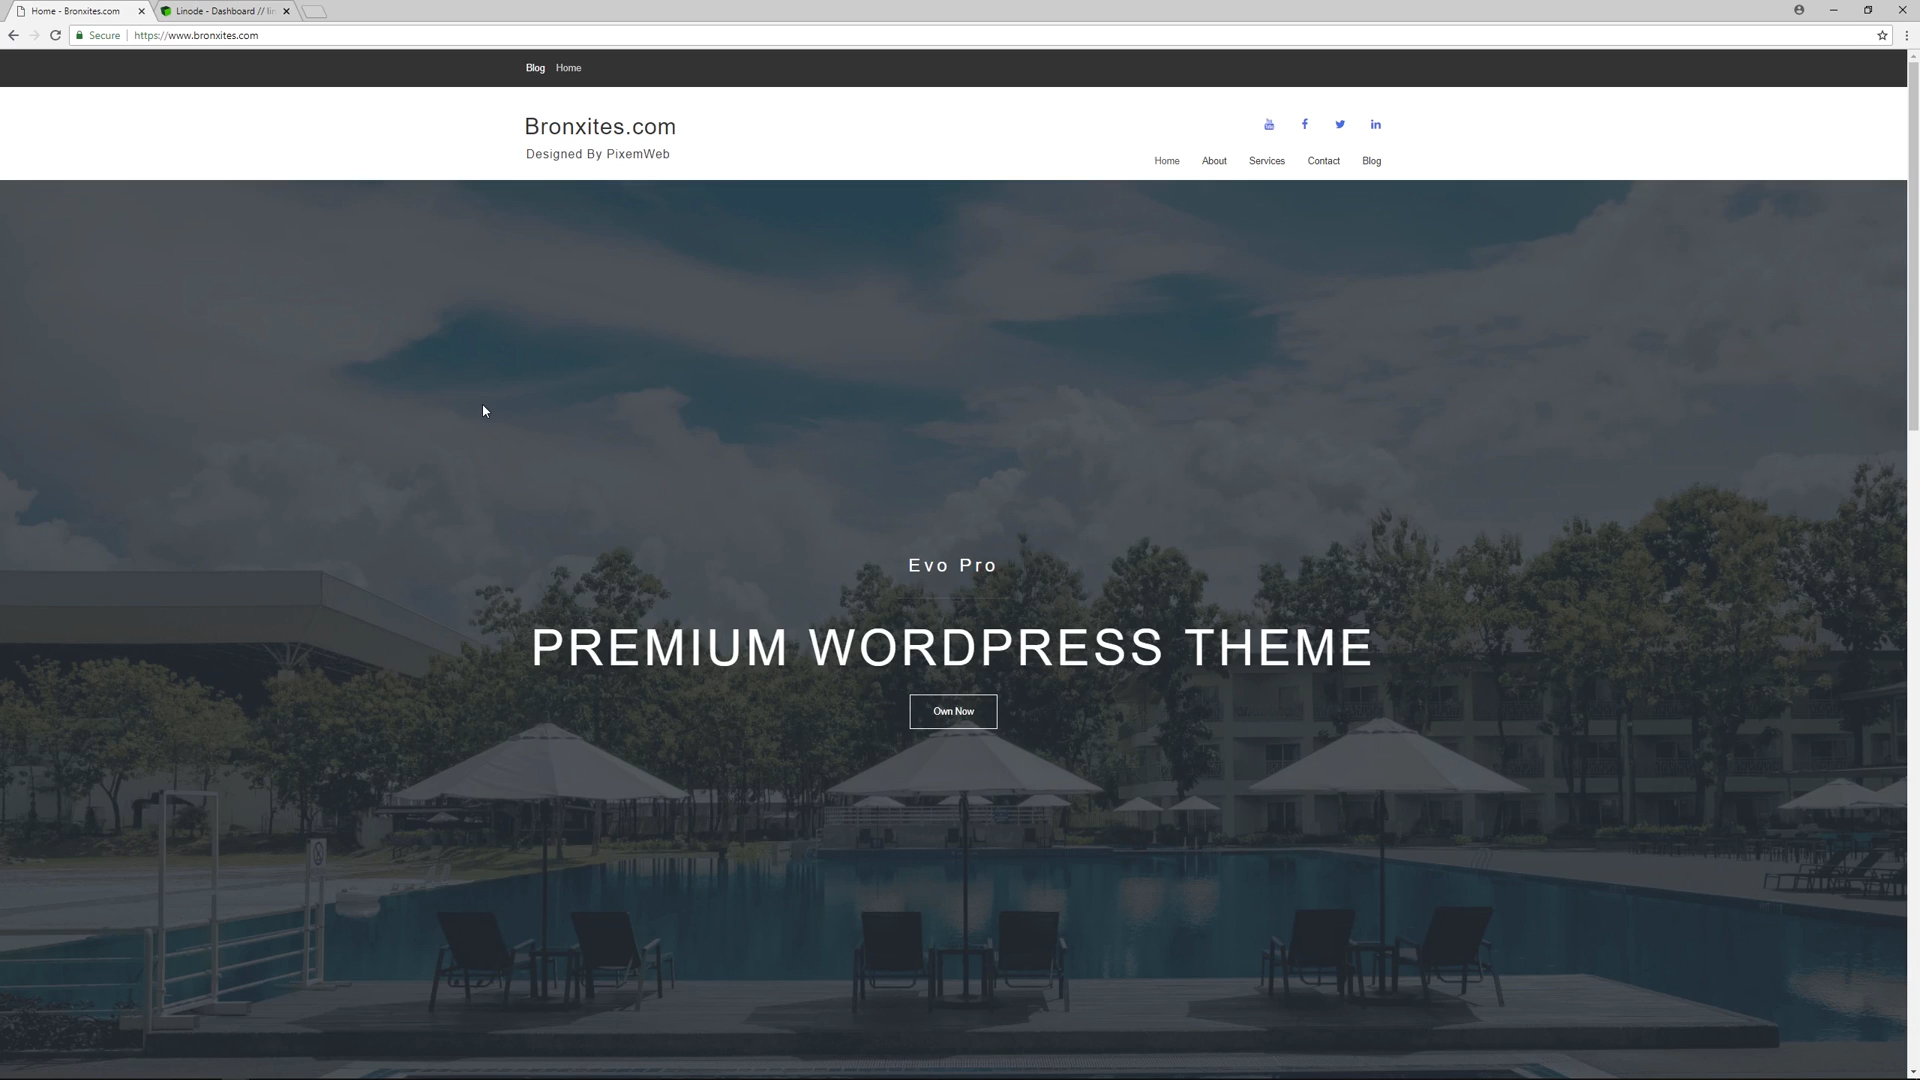 Home - Bronxites.com
Linode - Dashboard // lin
Secure
https://www.bronxites.com
Blog
Home
Bronxites.com
Designed By PixemWeb
Home
About
Services
Contact
Blog
Evo Pro
PREMIUM WORDPRESS THEME
Own Now